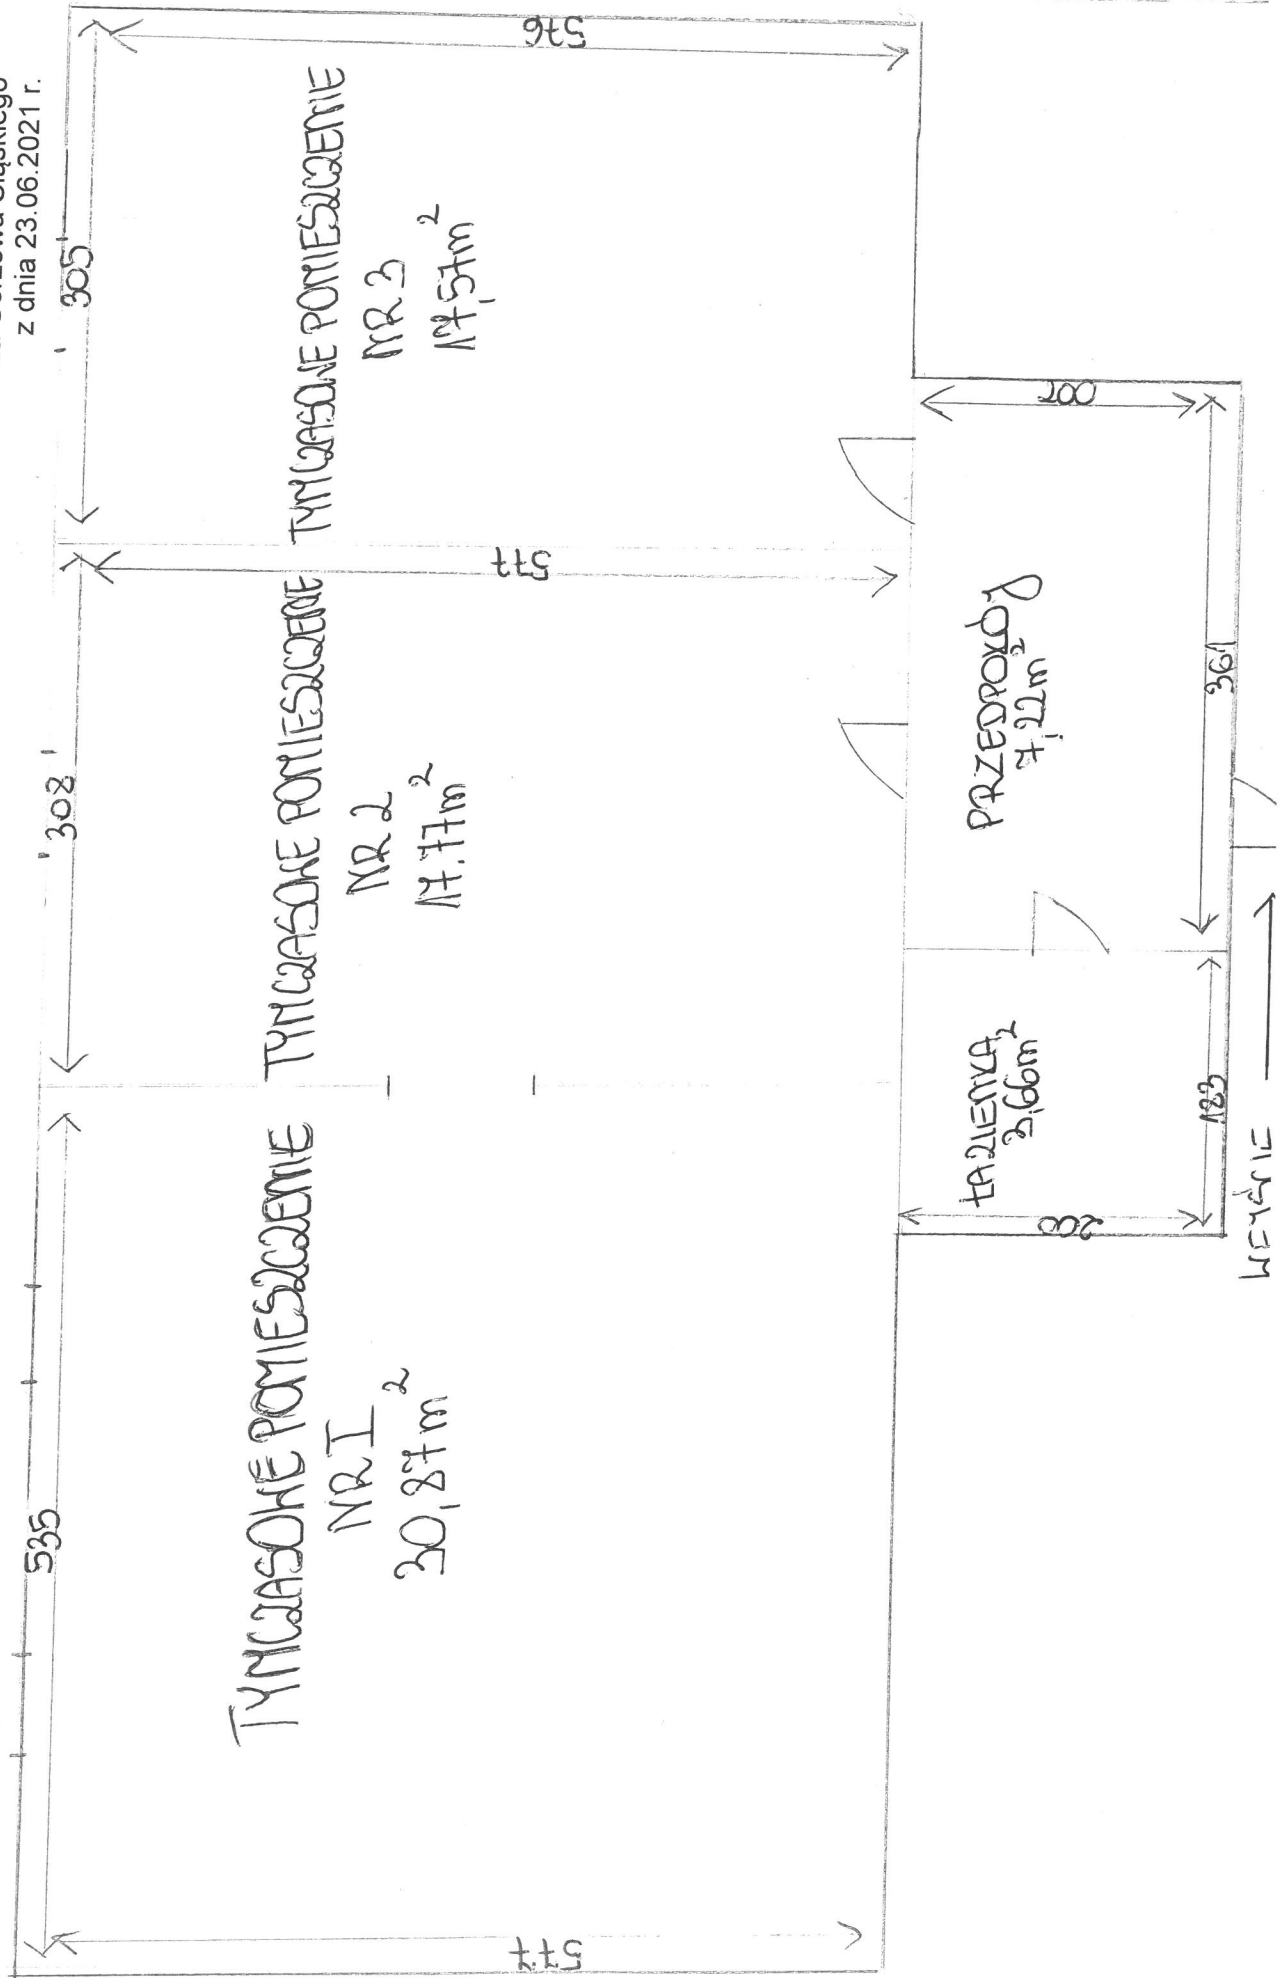 z dnia 23.06.2021 r.
535
308
305
TYMCZASOWE POMIESZCZENIE
NR I
30,87m²
577
TYMCZASOWE POMIESZCZENIE
NR 2
17.77m²
577
TYMCZASOWE POMIESZCZENIE
NR 3
17,57m²
576
ŁAZIENKA
3,66m²
200
183
PRZEDPOKÓJ
7,22m²
200
361
WEJŚCIE